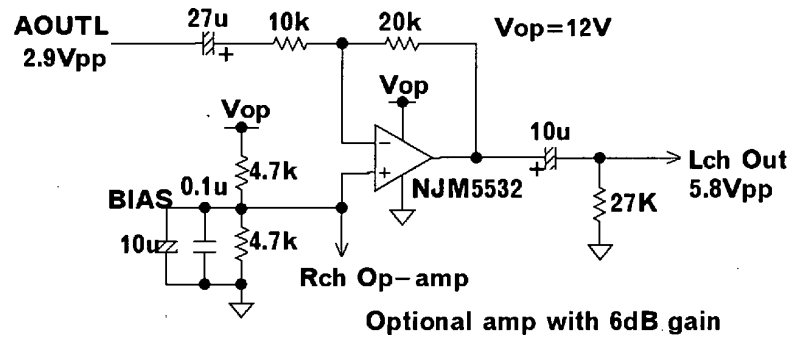 AOUTL
2.9Vpp
27u
10k
20k
Vop=12V
Vop
Vop
4.7k
0.1u
BIAS
10u
4.7k
−
+
NJM5532
+
+
10u
Lch Out
5.8Vpp
27K
Rch Op-amp
Optional amp with 6dB gain